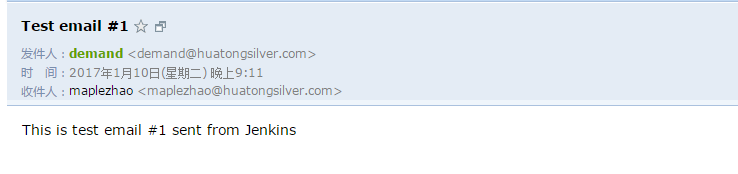 Test email #1
发件人：demand <demand@huatongsilver.com>
时　间：2017年1月10日(星期二) 晚上9:11
收件人：maplezhao <maplezhao@huatongsilver.com>
This is test email #1 sent from Jenkins